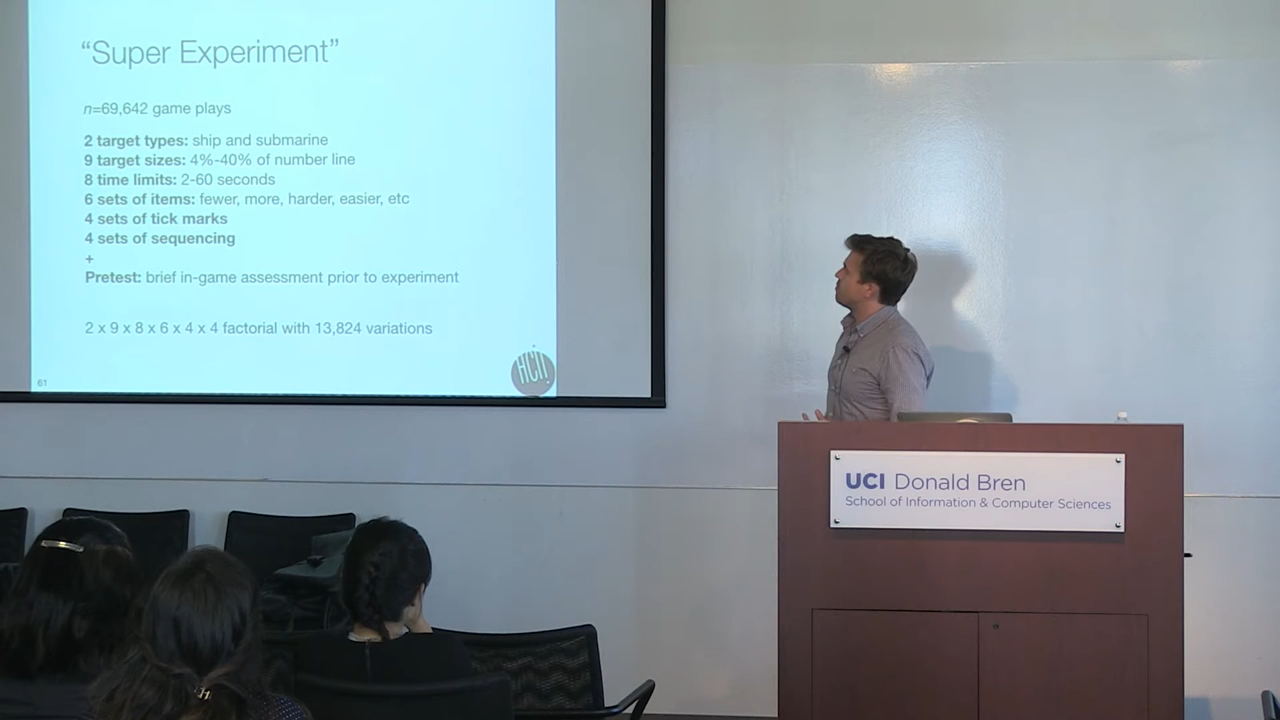 “Super Experiment”
n=69,642 game plays
2 target types: ship and submarine
9 target sizes: 4%-40% of number line
8 time limits: 2-60 seconds
6 sets of items: fewer, more, harder, easier, etc
4 sets of tick marks
4 sets of sequencing
+
Pretest: brief in-game assessment prior to experiment
2 x 9 x 8 x 6 x 4 x 4 factorial with 13,824 variations
61
HCII
UCI Donald Bren
School of Information & Computer Sciences